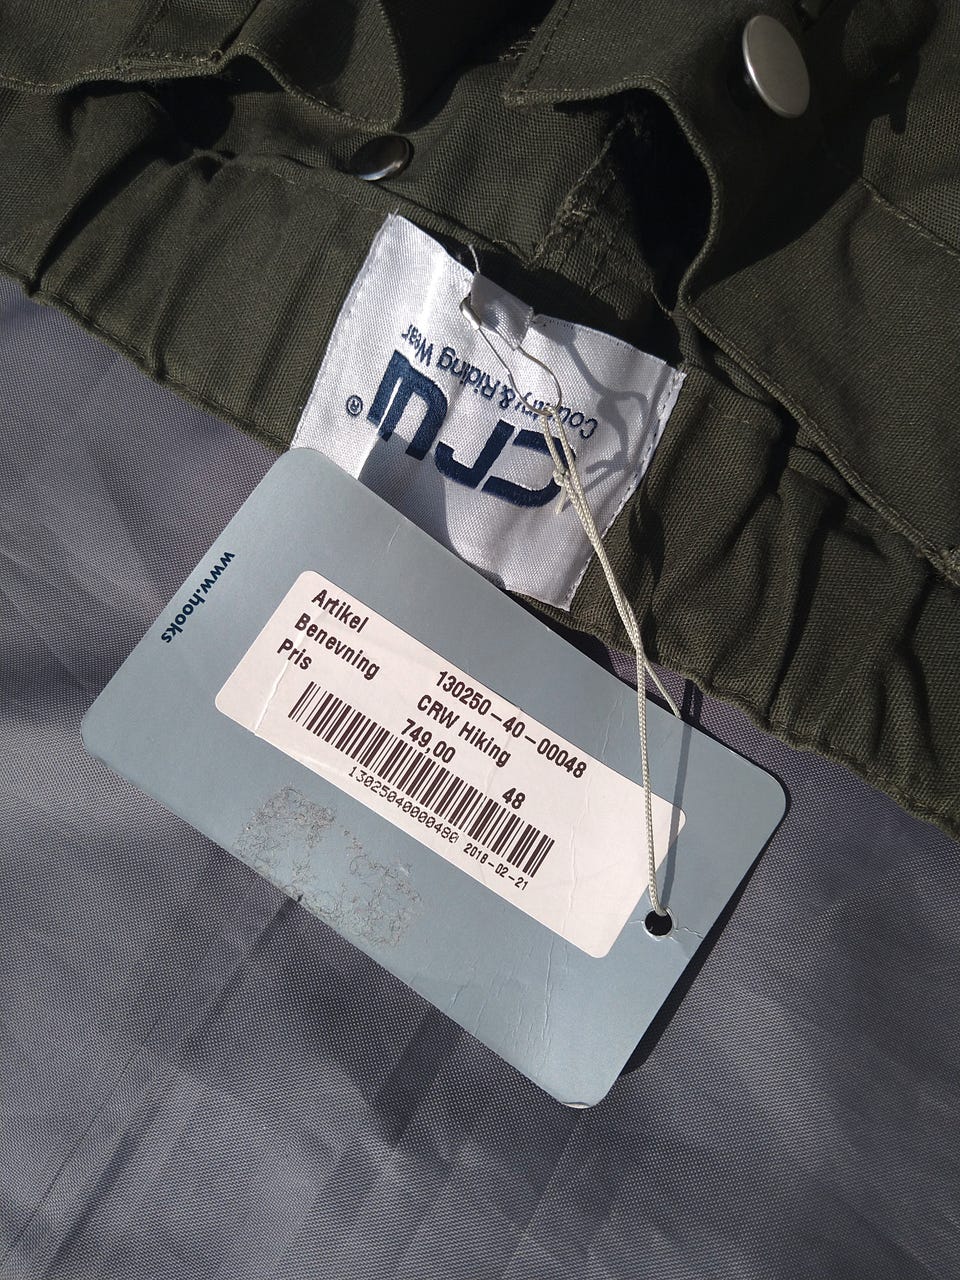 crw
®
Country & Riding Wear
www.hooks
Artikel 130250-40-00048
Benevning CRW Hiking
Pris 749,00 48
13025040000480 2018-02-21